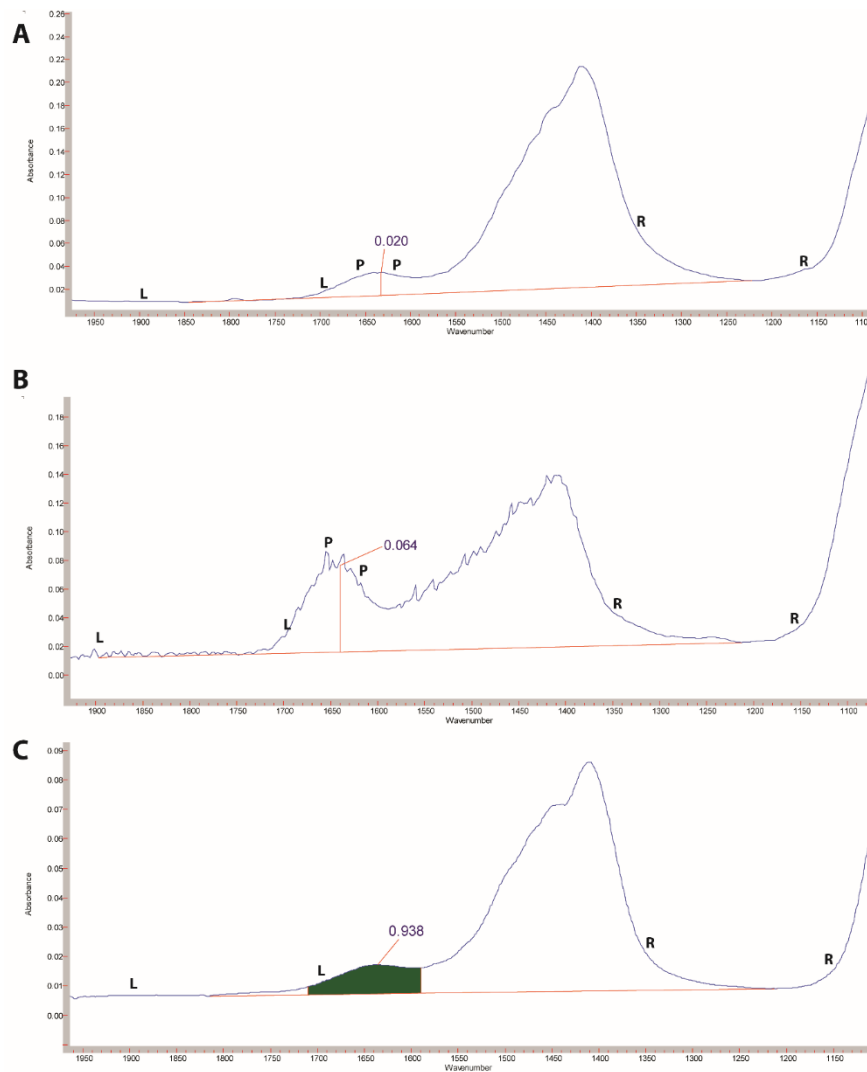 A
0.26
0.24
0.22
0.20
0.18
0.16
0.14
0.12
0.10
0.08
0.06
0.04
0.02
Absorbance
L
L
P
0.020
P
R
R
1950 1900 1850 1800 1750 1700 1650 1600 1550 1500 1450 1400 1350 1300 1250 1200 1150 1100
Wavenumber
B
0.18
0.16
0.14
0.12
0.10
0.08
0.06
0.04
0.02
0.00
Absorbance
L
L
P
0.064
P
R
R
1900 1850 1800 1750 1700 1650 1600 1550 1500 1450 1400 1350 1300 1250 1200 1150 1100
Wavenumber
C
0.09
0.08
0.07
0.06
0.05
0.04
0.03
0.02
0.01
0.00
Absorbance
L
L
0.938
R
R
1950 1900 1850 1800 1750 1700 1650 1600 1550 1500 1450 1400 1350 1300 1250 1200 1150
Wavenumber